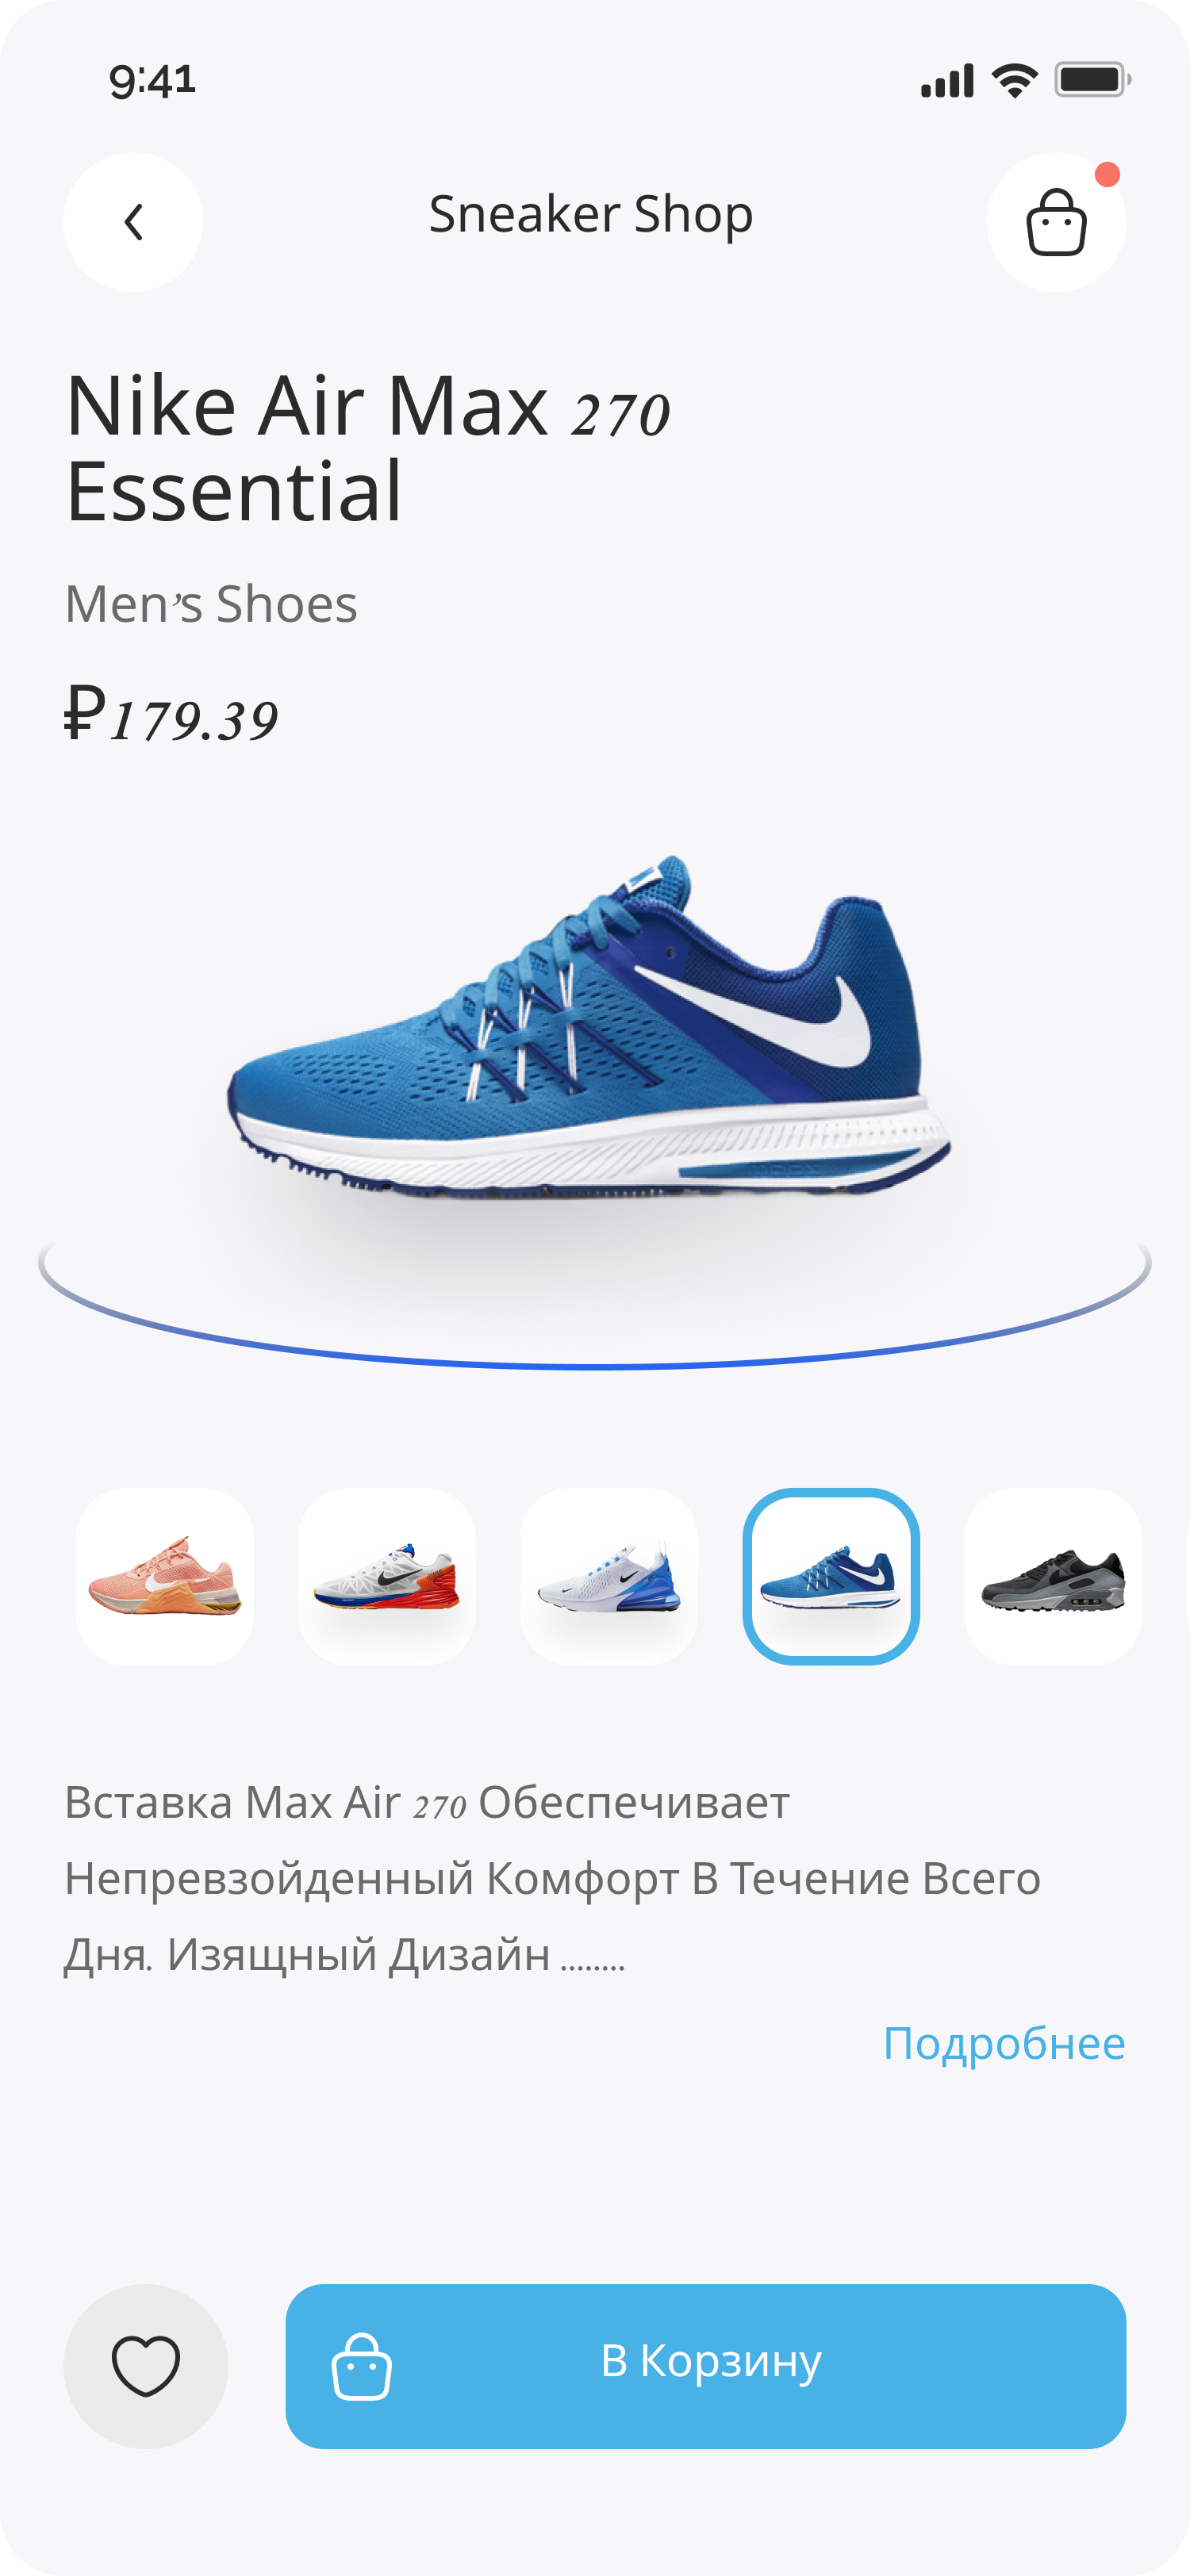 9:41
Sneaker Shop
Nike Air Max 270
Essential
Men’s Shoes
₽179.39
Вставка Max Air 270 Обеспечивает
Непревзойденный Комфорт В Течение Всего
Дня. Изящный Дизайн ........
Подробнее
В Корзину